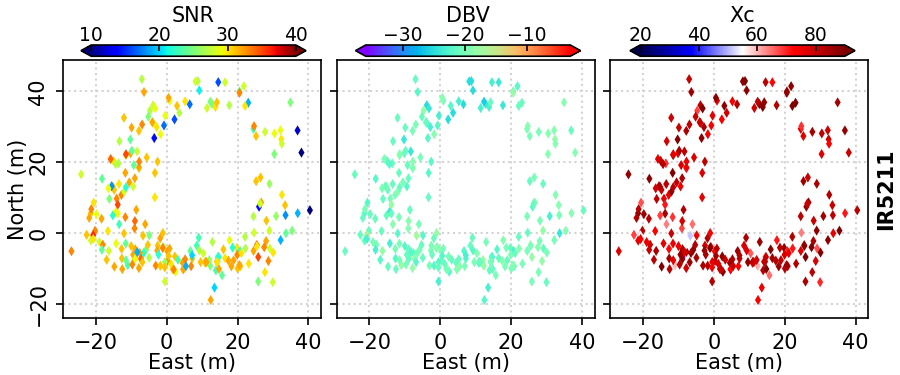 SNR DBV Xc
10 20 30 40 −30 −20 −10 20 40 60 80
40
20
0
−20
North (m)
IR5211
−20 0 20 40 −20 0 20 40 −20 0 20 40
East (m) East (m) East (m)